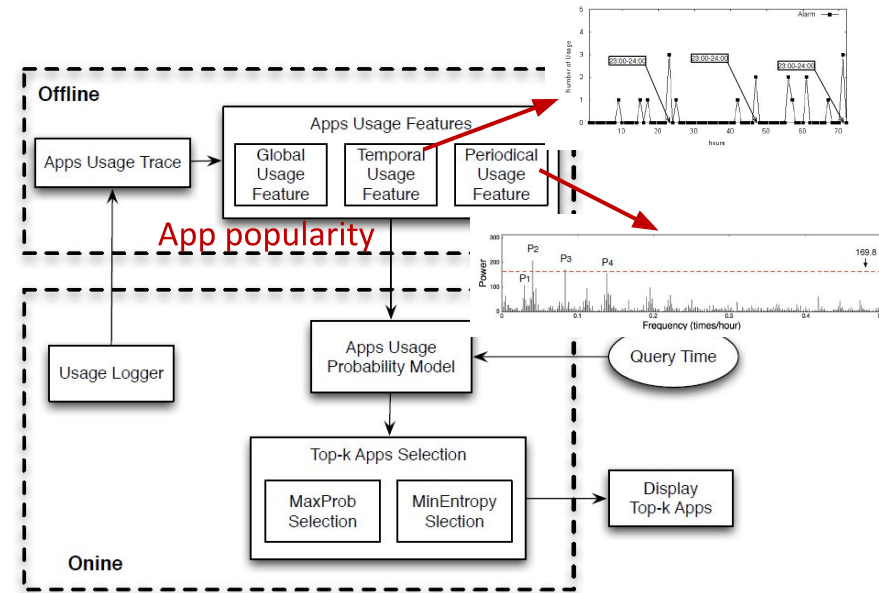 Offline
Apps Usage Trace
Apps Usage Features
Global
Usage
Feature
Temporal
Usage
Feature
Periodical
Usage
Feature
App popularity
Number of Usage
5
4
3
2
1
0
Alarm
23:00-24:00
23:00-24:00
23:00-24:00
10
20
30
40
50
60
70
hours
Power
300
200
100
0
P1
P2
P3
P4
169.8
0
0.1
0.2
0.3
0.4
Frequency (times/hour)
Usage Logger
Apps Usage
Probability Model
Query Time
Top-k Apps Selection
MaxProb
Selection
MinEntropy
Slection
Display
Top-k Apps
Onine